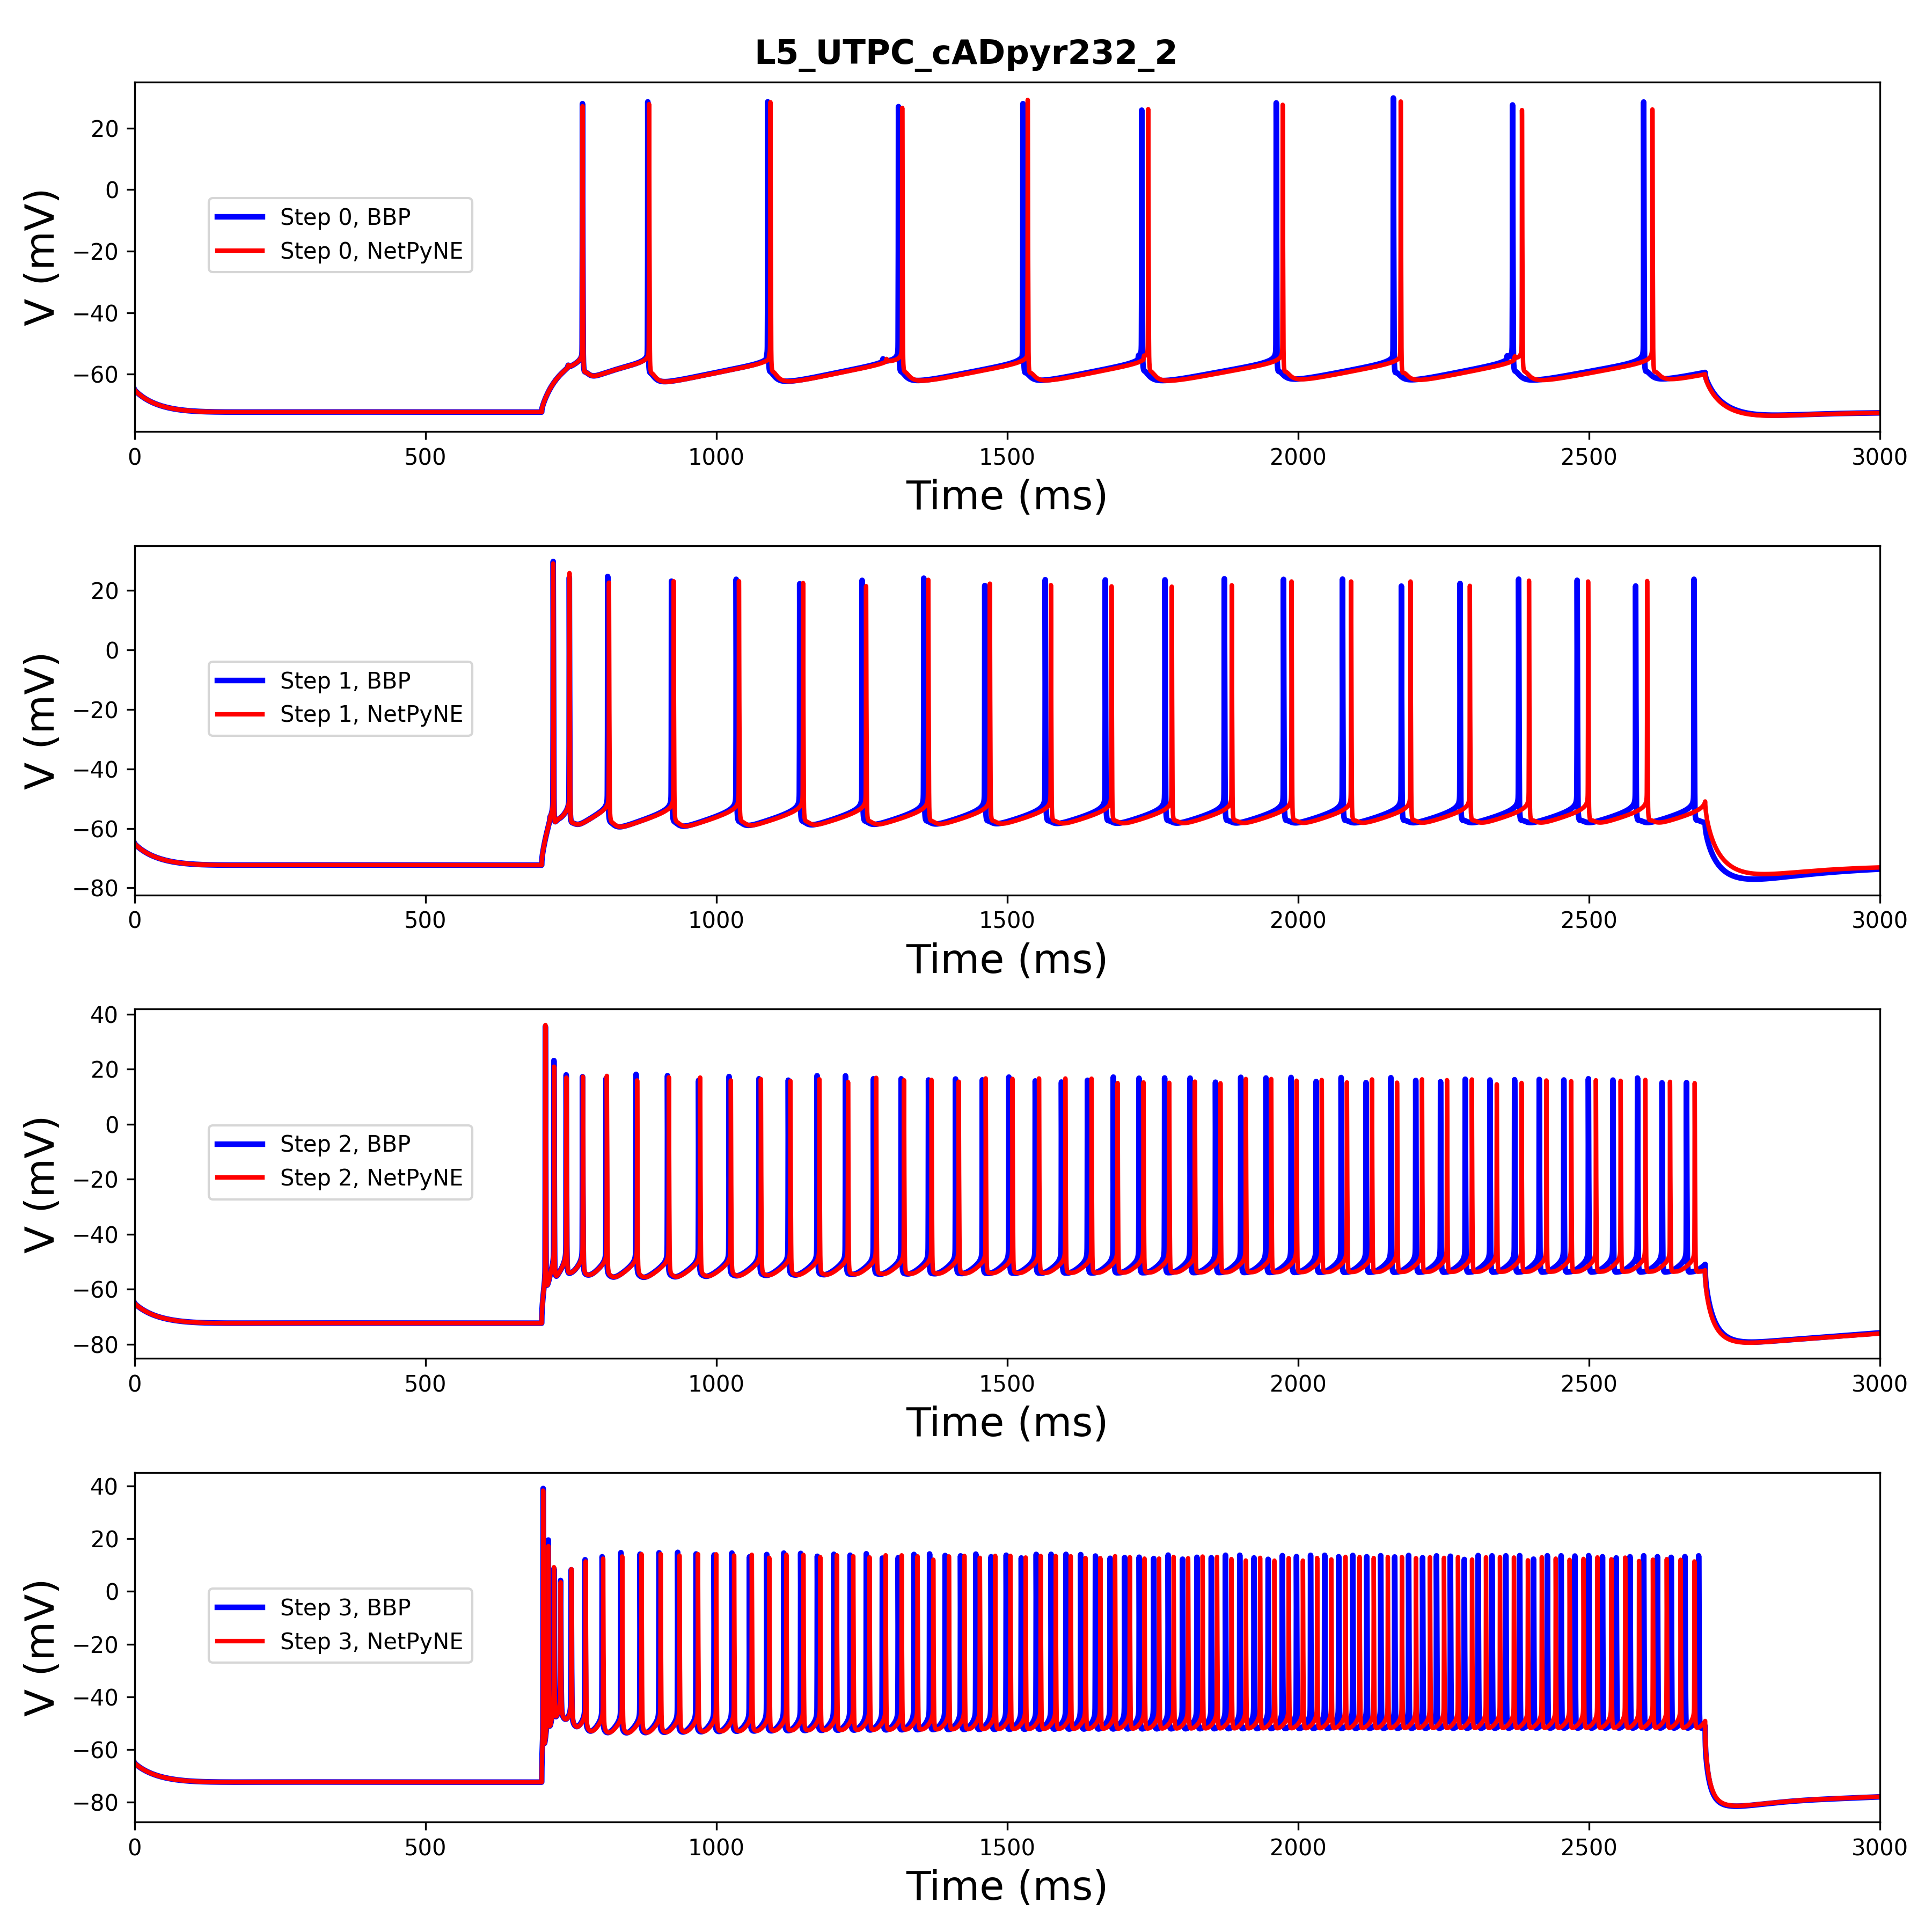 L5_UTPC_cADpyr232_2
20
0
−20
−40
−60
V (mV)
Step 0, BBP
Step 0, NetPyNE
0 500 1000 1500 2000 2500 3000
Time (ms)
20
0
−20
−40
−60
−80
V (mV)
Step 1, BBP
Step 1, NetPyNE
0 500 1000 1500 2000 2500 3000
Time (ms)
40
20
0
−20
−40
−60
−80
V (mV)
Step 2, BBP
Step 2, NetPyNE
0 500 1000 1500 2000 2500 3000
Time (ms)
40
20
0
−20
−40
−60
−80
V (mV)
Step 3, BBP
Step 3, NetPyNE
0 500 1000 1500 2000 2500 3000
Time (ms)